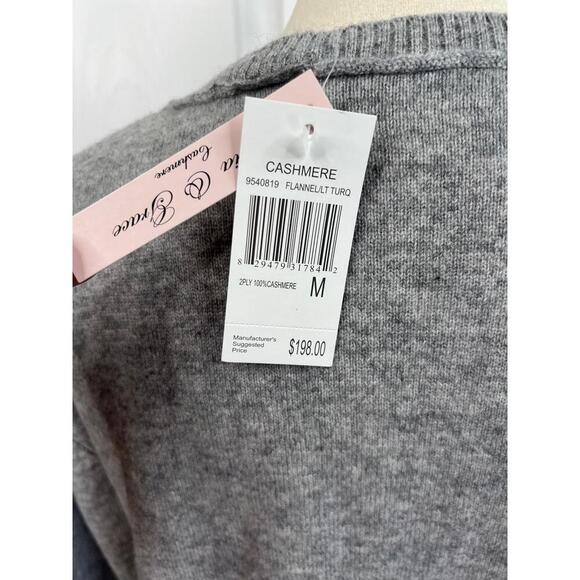 & Grace
Cashmere
CASHMERE
9540819 FLANNEL/LT TURQ
8 29479 31784 2
2PLY 100%CASHMERE M
Manufacturer's
Suggested
Price
$198.00